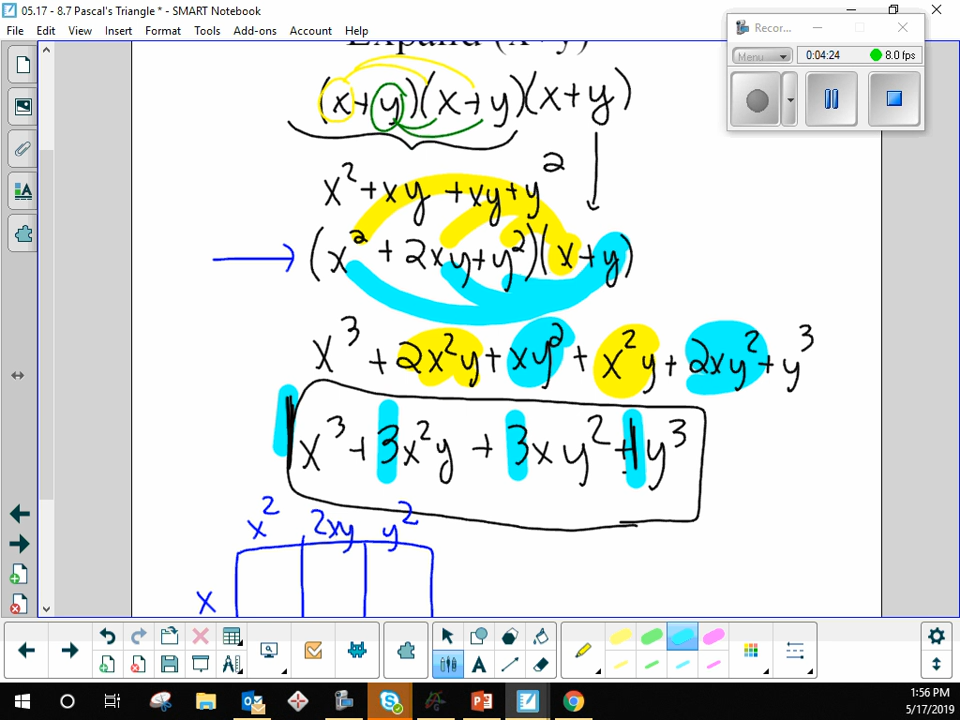 05.17 - 8.7 Pascal's Triangle * - SMART Notebook
File Edit View Insert Format Tools Add-ons Account Help
Recor...
Menu 0:04:24 8.0 fps
Expand (x+y)
(x+y)(x+y)(x+y)
x²+xy+xy+y²
(x²+2xy+y²)(x+y)
x³+2x²y+xy²+x²y+2xy²+y³
1x³+3x²y+3xy²+1y³
x² 2xy y²
x
1:56 PM
5/17/2019